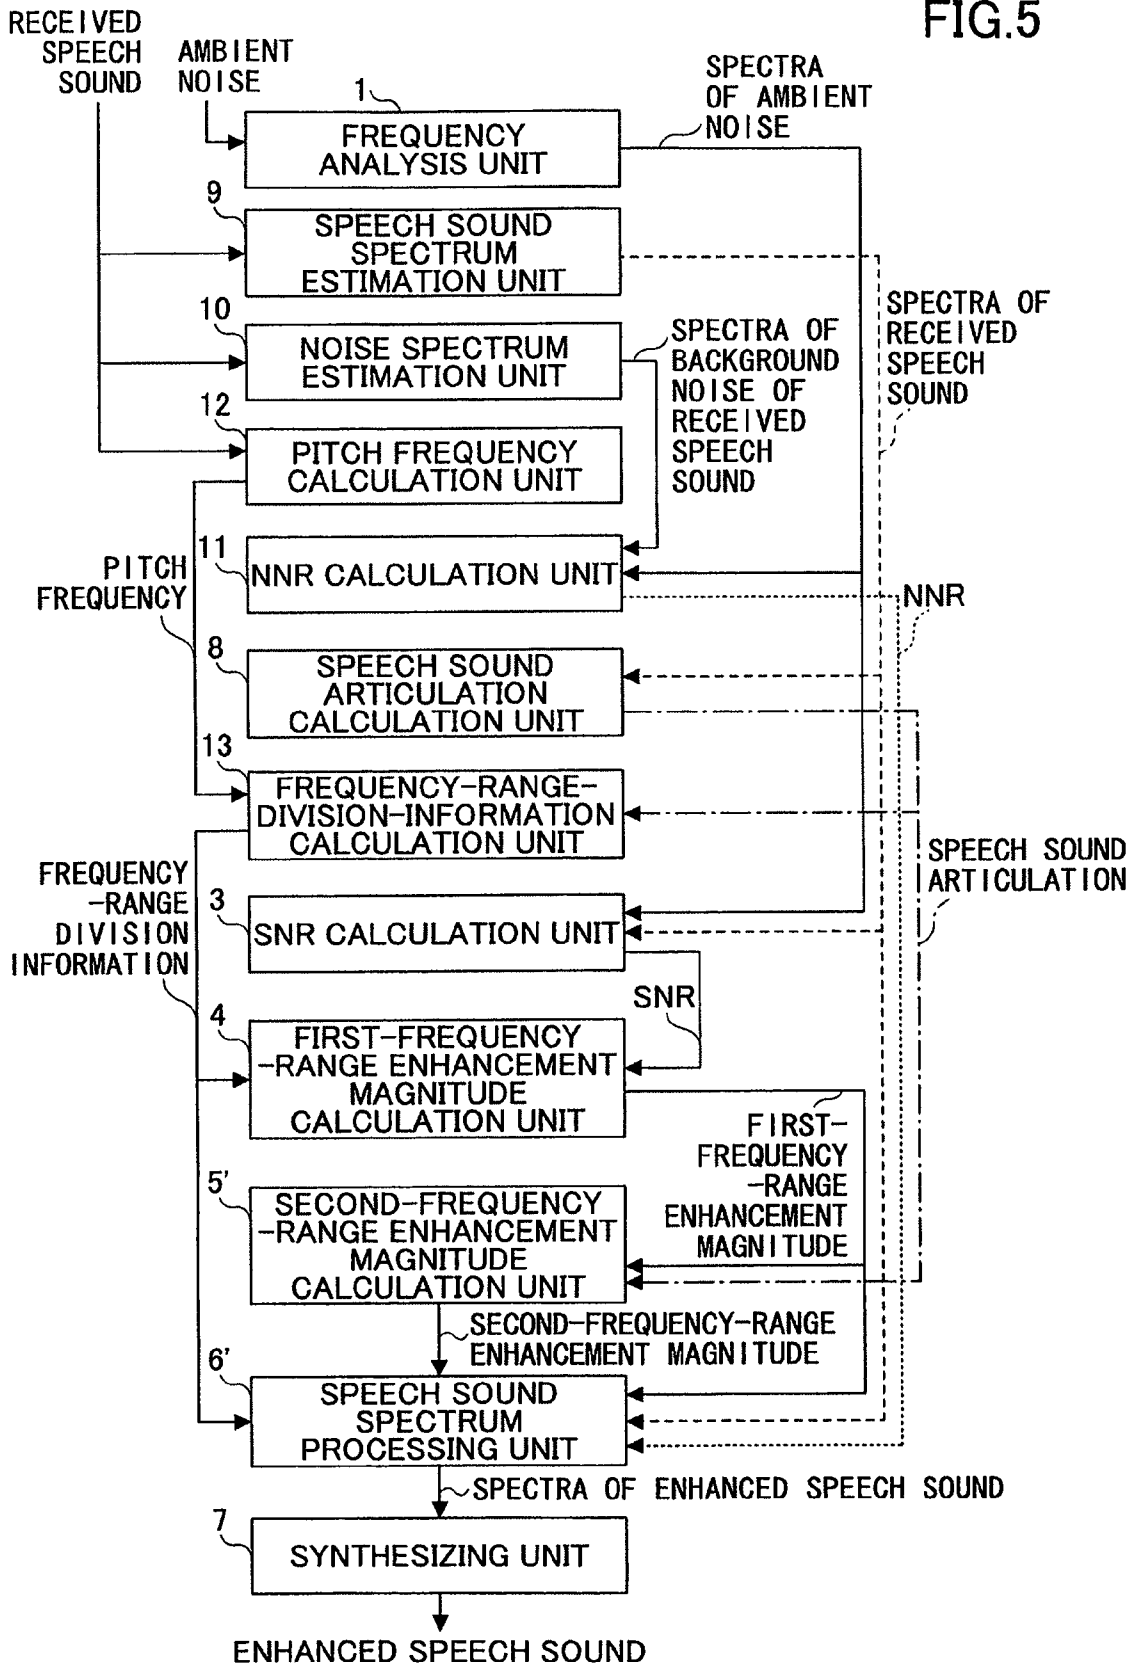 FIG.5
RECEIVED
SPEECH
SOUND
AMBIENT
NOISE
1
FREQUENCY
ANALYSIS UNIT
SPECTRA
OF AMBIENT
NOISE
9
SPEECH SOUND
SPECTRUM
ESTIMATION UNIT
10
NOISE SPECTRUM
ESTIMATION UNIT
SPECTRA OF
BACKGROUND
NOISE OF
RECEIVED
SPEECH
SOUND
SPECTRA OF
RECEIVED
SPEECH
SOUND
12
PITCH FREQUENCY
CALCULATION UNIT
PITCH
FREQUENCY
11
NNR CALCULATION UNIT
NNR
8
SPEECH SOUND
ARTICULATION
CALCULATION UNIT
13
FREQUENCY-RANGE-
DIVISION-INFORMATION
CALCULATION UNIT
SPEECH SOUND
ARTICULATION
FREQUENCY
-RANGE
DIVISION
INFORMATION
3
SNR CALCULATION UNIT
SNR
4
FIRST-FREQUENCY
-RANGE ENHANCEMENT
MAGNITUDE
CALCULATION UNIT
FIRST-
FREQUENCY
-RANGE
ENHANCEMENT
MAGNITUDE
5'
SECOND-FREQUENCY
-RANGE ENHANCEMENT
MAGNITUDE
CALCULATION UNIT
SECOND-FREQUENCY-RANGE
ENHANCEMENT MAGNITUDE
6'
SPEECH SOUND
SPECTRUM
PROCESSING UNIT
SPECTRA OF ENHANCED SPEECH SOUND
7
SYNTHESIZING UNIT
ENHANCED SPEECH SOUND